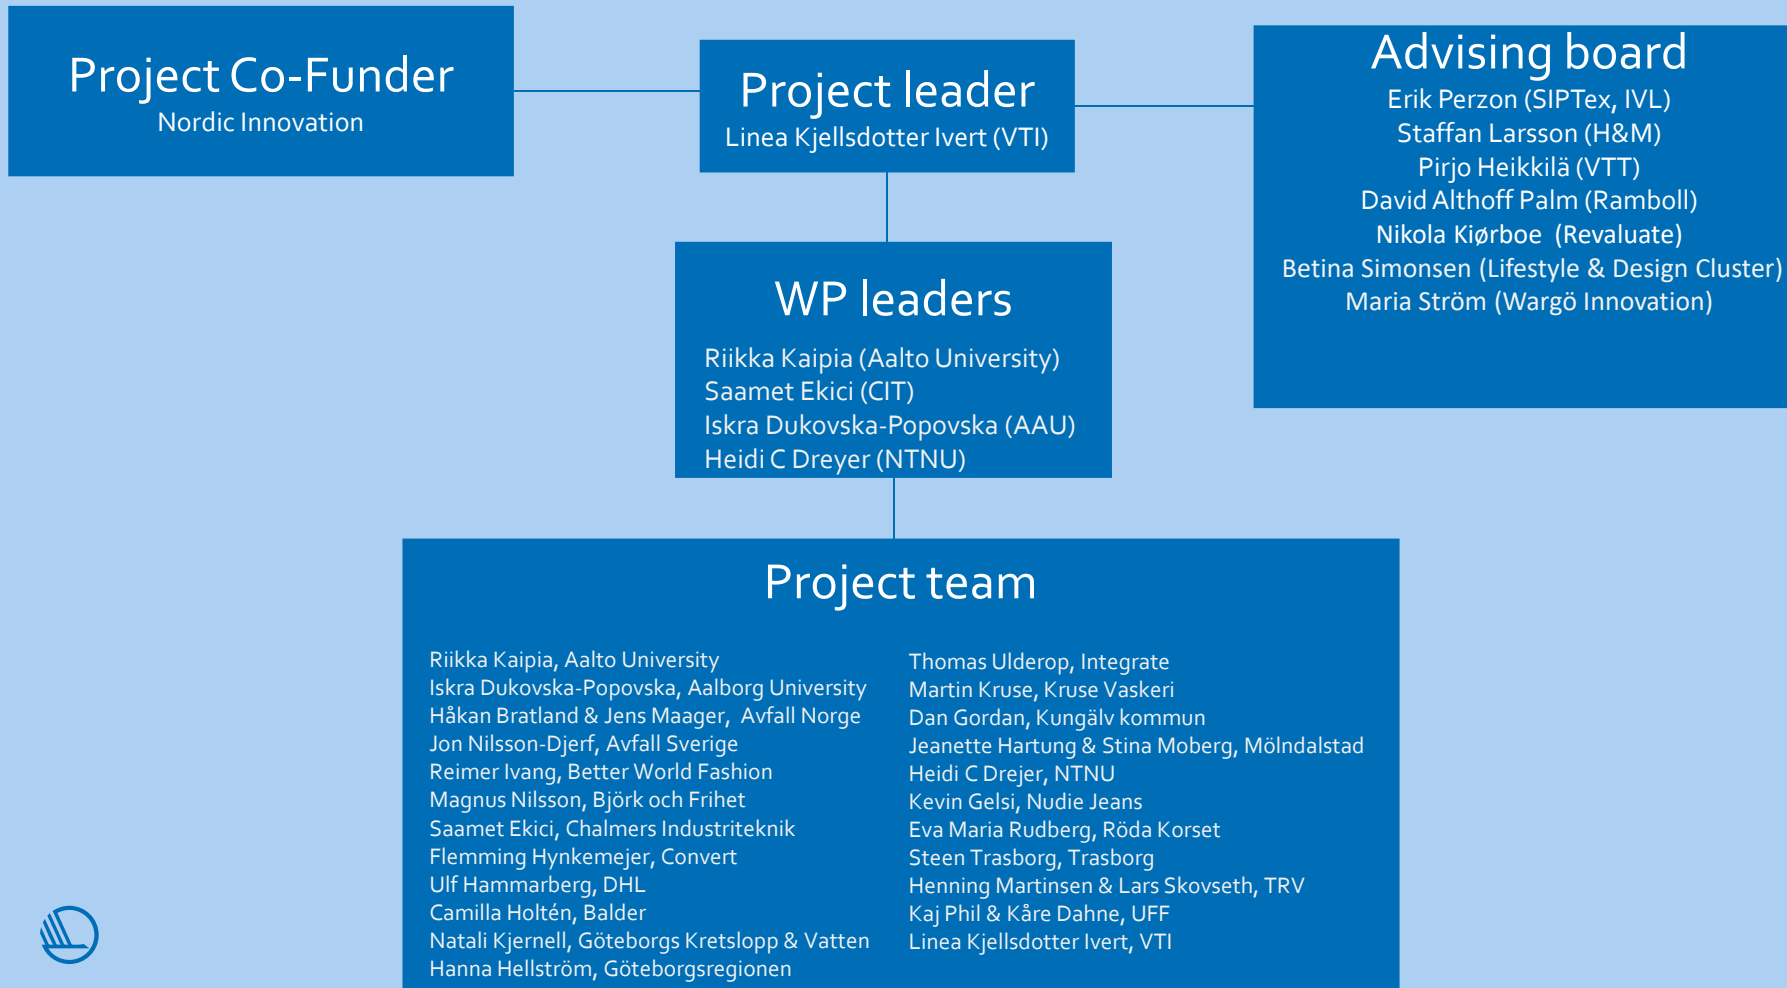 Project Co-Funder
Nordic Innovation
Project leader
Linea Kjellsdotter Ivert (VTI)
Advising board
Erik Perzon (SIPTex, IVL)
Staffan Larsson (H&M)
Pirjo Heikkilä (VTT)
David Althoff Palm (Ramboll)
Nikola Kiørboe (Revaluate)
Betina Simonsen (Lifestyle & Design Cluster)
Maria Ström (Wargö Innovation)
WP leaders
Riikka Kaipia (Aalto University)
Saamet Ekici (CIT)
Iskra Dukovska-Popovska (AAU)
Heidi C Dreyer (NTNU)
Project team
Riikka Kaipia, Aalto University
Iskra Dukovska-Popovska, Aalborg University
Håkan Bratland & Jens Maager, Avfall Norge
Jon Nilsson-Djerf, Avfall Sverige
Reimer Ivang, Better World Fashion
Magnus Nilsson, Björk och Frihet
Saamet Ekici, Chalmers Industriteknik
Flemming Hynkemejer, Convert
Ulf Hammarberg, DHL
Camilla Holtén, Balder
Natali Kjernell, Göteborgs Kretslopp & Vatten
Hanna Hellström, Göteborgsregionen
Thomas Ulderop, Integrate
Martin Kruse, Kruse Vaskeri
Dan Gordan, Kungälv kommun
Jeanette Hartung & Stina Moberg, Mölndalstad
Heidi C Drejer, NTNU
Kevin Gelsi, Nudie Jeans
Eva Maria Rudberg, Röda Korset
Steen Trasborg, Trasborg
Henning Martinsen & Lars Skovseth, TRV
Kaj Phil & Kåre Dahne, UFF
Linea Kjellsdotter Ivert, VTI